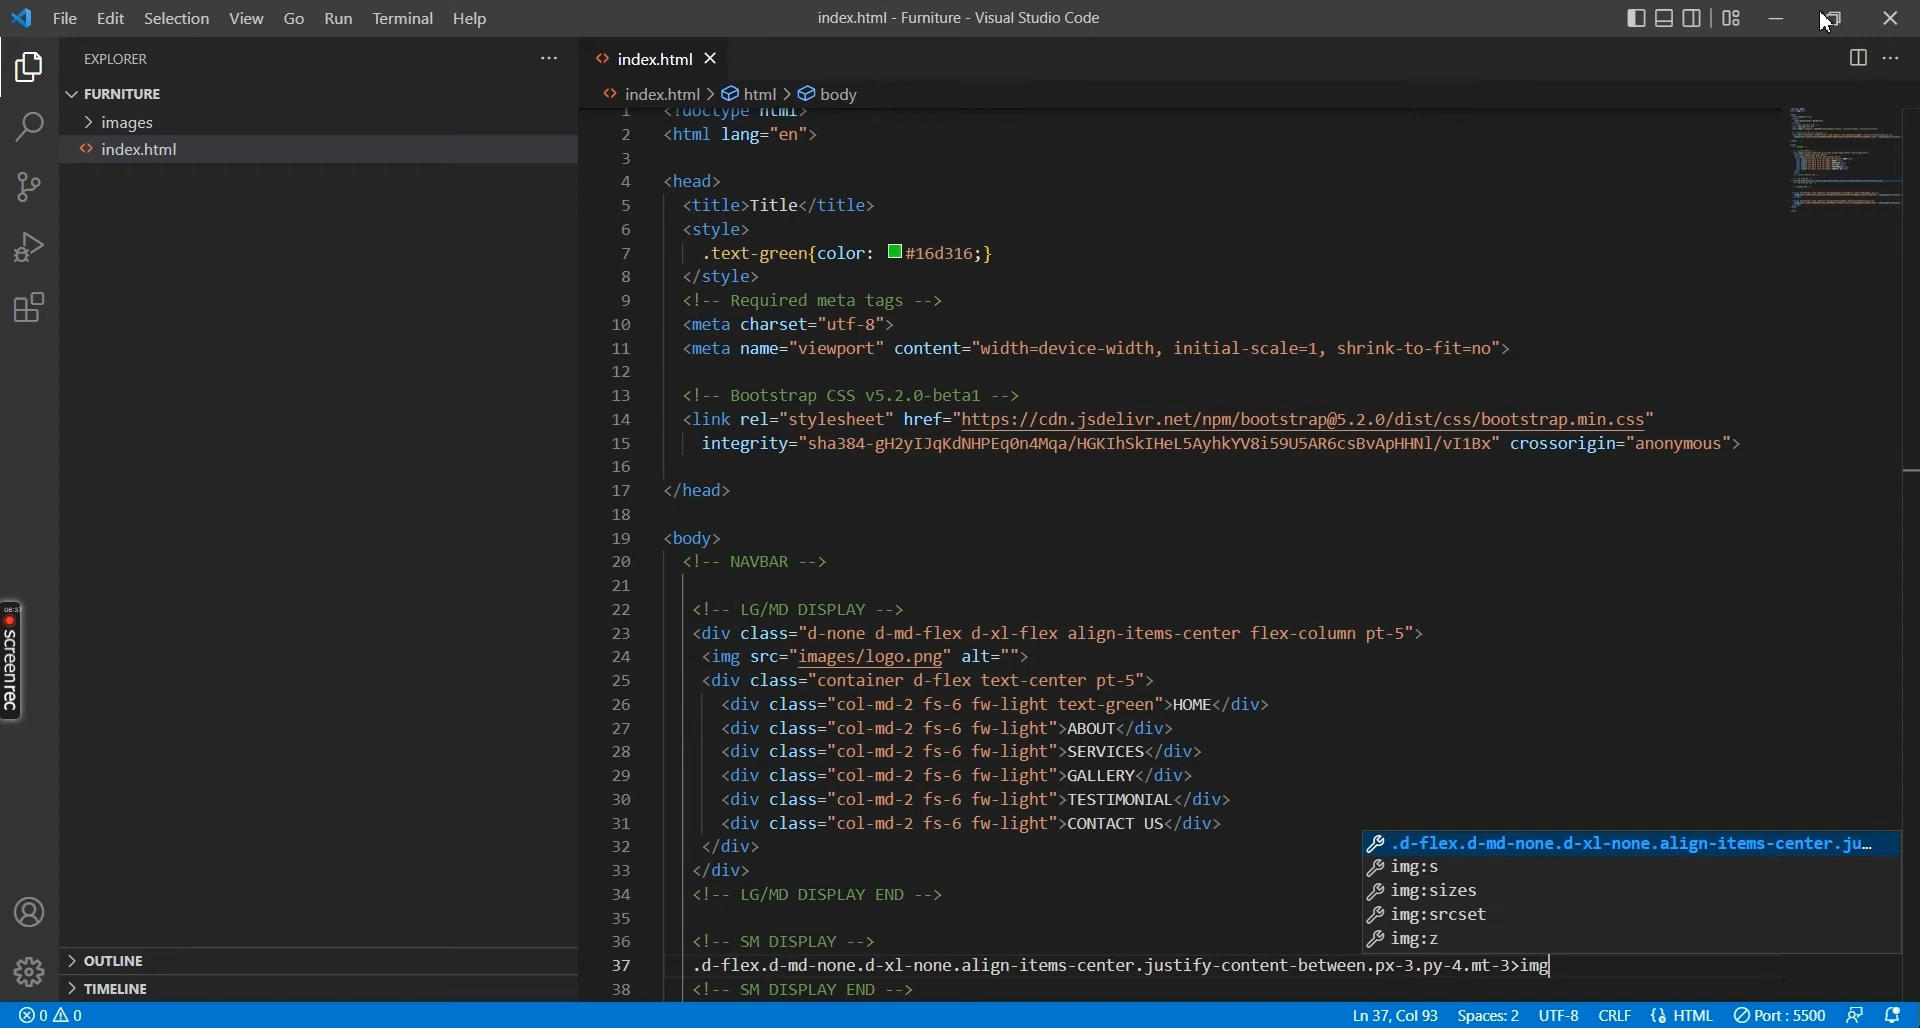 File Edit Selection View Go Run Terminal Help
index.html - Furniture - Visual Studio Code
EXPLORER
FURNITURE
images
index.html
OUTLINE
TIMELINE
08:37
screenrec
index.html
index.html > html > body
1 <!doctype html>
2 <html lang="en">
3
4 <head>
5 <title>Title</title>
6 <style>
7 .text-green{color: #16d316;}
8 </style>
9 <!-- Required meta tags -->
10 <meta charset="utf-8">
11 <meta name="viewport" content="width=device-width, initial-scale=1, shrink-to-fit=no">
12
13 <!-- Bootstrap CSS v5.2.0-beta1 -->
14 <link rel="stylesheet" href="https://cdn.jsdelivr.net/npm/bootstrap@5.2.0/dist/css/bootstrap.min.css"
15 integrity="sha384-gH2yIJqKdNHPEq0n4Mqa/HGKIhSkIHeL5AyhkYV8i59U5AR6csBvApHHNl/vI1Bx" crossorigin="anonymous">
16
17 </head>
18
19 <body>
20 <!-- NAVBAR -->
21
22 <!-- LG/MD DISPLAY -->
23 <div class="d-none d-md-flex d-xl-flex align-items-center flex-column pt-5">
24 <img src="images/logo.png" alt="">
25 <div class="container d-flex text-center pt-5">
26 <div class="col-md-2 fs-6 fw-light text-green">HOME</div>
27 <div class="col-md-2 fs-6 fw-light">ABOUT</div>
28 <div class="col-md-2 fs-6 fw-light">SERVICES</div>
29 <div class="col-md-2 fs-6 fw-light">GALLERY</div>
30 <div class="col-md-2 fs-6 fw-light">TESTIMONIAL</div>
31 <div class="col-md-2 fs-6 fw-light">CONTACT US</div>
32 </div>
33 </div>
34 <!-- LG/MD DISPLAY END -->
35
36 <!-- SM DISPLAY -->
37 .d-flex.d-md-none.d-xl-none.align-items-center.justify-content-between.px-3.py-4.mt-3>img
38 <!-- SM DISPLAY END -->
.d-flex.d-md-none.d-xl-none.align-items-center.ju…
img:s
img:sizes
img:srcset
img:z
0 0
Ln 37, Col 93 Spaces: 2 UTF-8 CRLF HTML Port : 5500